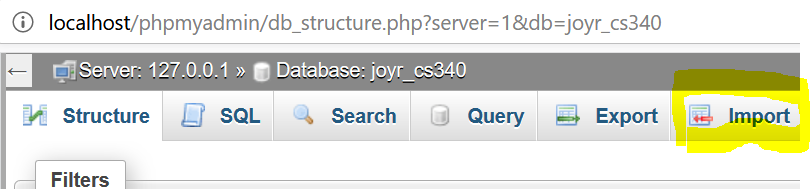 localhost/phpmyadmin/db_structure.php?server=1&db=joyr_cs340
Server: 127.0.0.1 » Database: joyr_cs340
Structure SQL Search Query Export Import
Filters